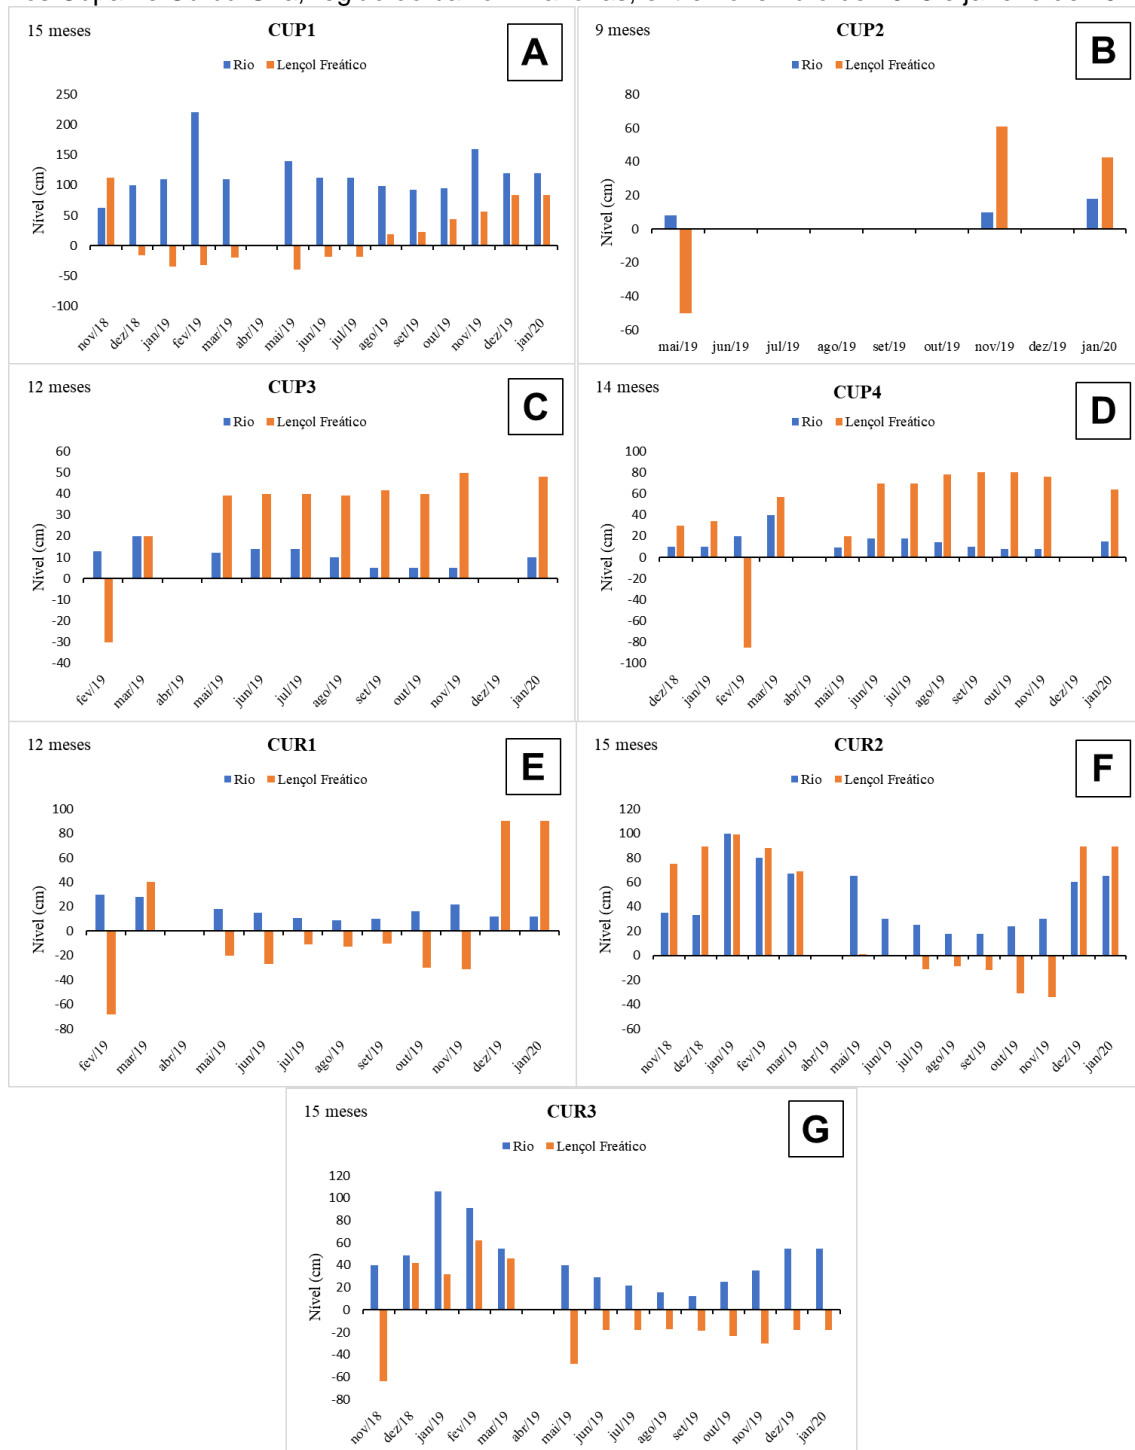 15 meses
CUP1
A
Rio Lençol Freático
Nível (cm)
250
200
150
100
50
0
-50
-100
nov/18 dez/18 jan/19 fev/19 mar/19 abr/19 mai/19 jun/19 jul/19 ago/19 set/19 out/19 nov/19 dez/19 jan/20
9 meses
CUP2
B
Rio Lençol Freático
Nível (cm)
80
60
40
20
0
-20
-40
-60
mai/19 jun/19 jul/19 ago/19 set/19 out/19 nov/19 dez/19 jan/20
12 meses
CUP3
C
Rio Lençol Freático
Nível (cm)
60
50
40
30
20
10
0
-10
-20
-30
-40
fev/19 mar/19 abr/19 mai/19 jun/19 jul/19 ago/19 set/19 out/19 nov/19 dez/19 jan/20
14 meses
CUP4
D
Rio Lençol Freático
Nível (cm)
100
80
60
40
20
0
-20
-40
-60
-80
-100
dez/18 jan/19 fev/19 mar/19 abr/19 mai/19 jun/19 jul/19 ago/19 set/19 out/19 nov/19 dez/19 jan/20
12 meses
CUR1
E
Rio Lençol Freático
Nível (cm)
100
80
60
40
20
0
-20
-40
-60
-80
fev/19 mar/19 abr/19 mai/19 jun/19 jul/19 ago/19 set/19 out/19 nov/19 dez/19 jan/20
15 meses
CUR2
F
Rio Lençol Freático
Nível (cm)
120
100
80
60
40
20
0
-20
-40
-60
nov/18 dez/18 jan/19 fev/19 mar/19 abr/19 mai/19 jun/19 jul/19 ago/19 set/19 out/19 nov/19 dez/19 jan/20
15 meses
CUR3
G
Rio Lençol Freático
Nível (cm)
120
100
80
60
40
20
0
-20
-40
-60
-80
nov/18 dez/18 jan/19 fev/19 mar/19 abr/19 mai/19 jun/19 jul/19 ago/19 set/19 out/19 nov/19 dez/19 jan/20